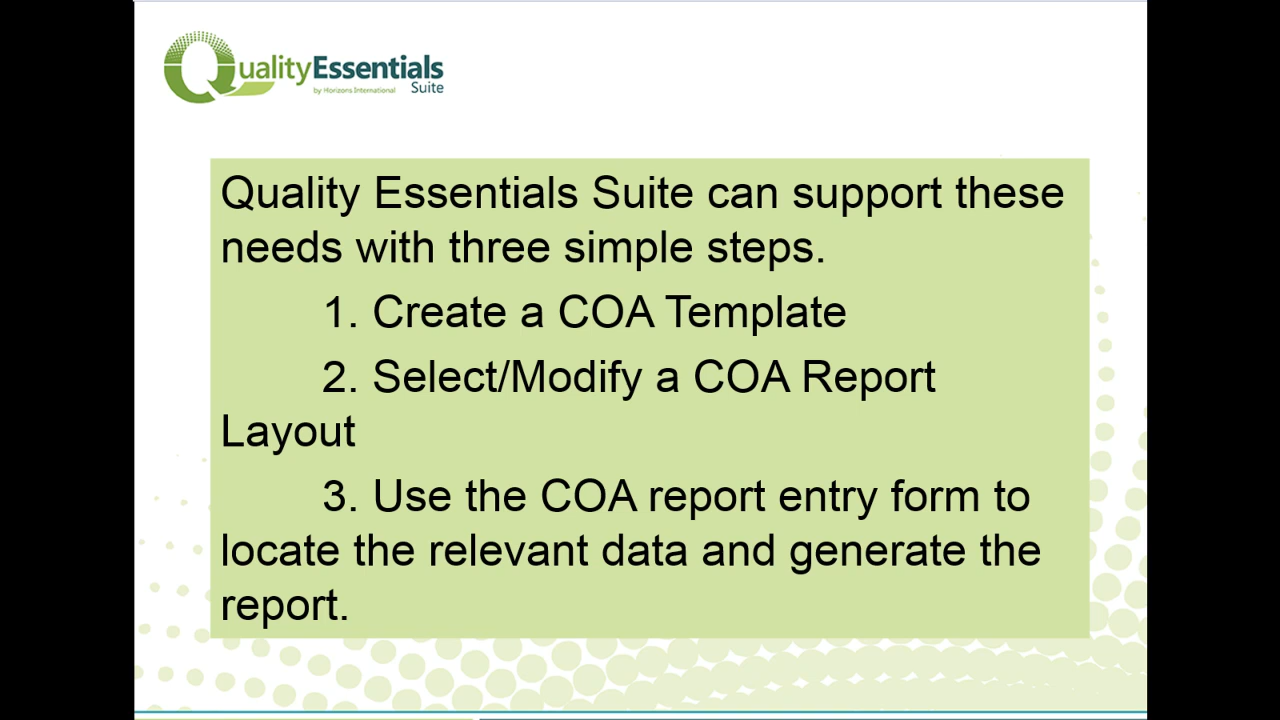 QualityEssentials
by Horizons International
Suite
Quality Essentials Suite can support these
needs with three simple steps.
1. Create a COA Template
2. Select/Modify a COA Report
Layout
3. Use the COA report entry form to
locate the relevant data and generate the
report.